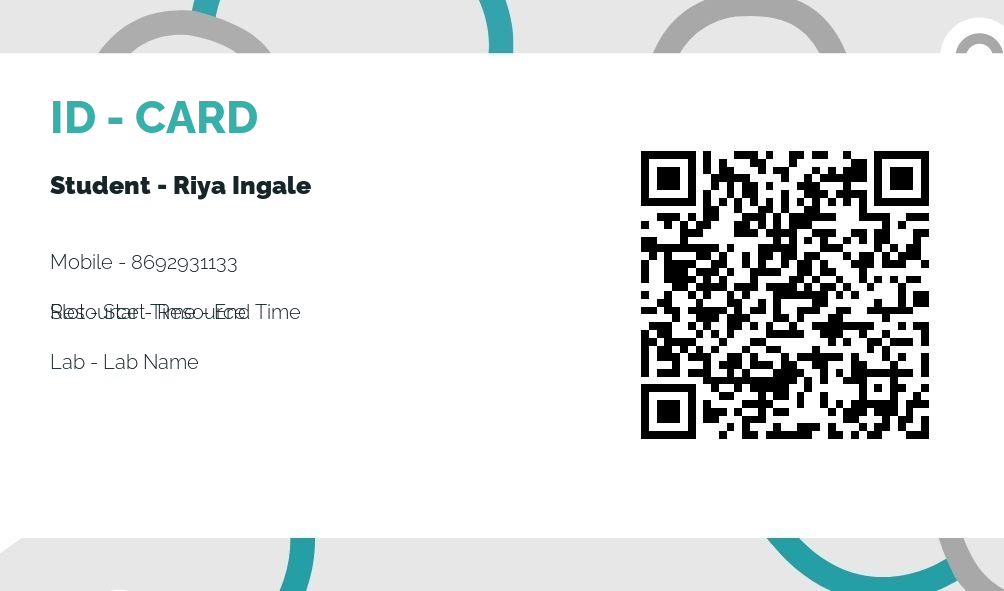 ID - CARD
Student - Riya Ingale
Mobile - 8692931133
Slot - Start Time - End Time
Resource - Resource
Lab - Lab Name